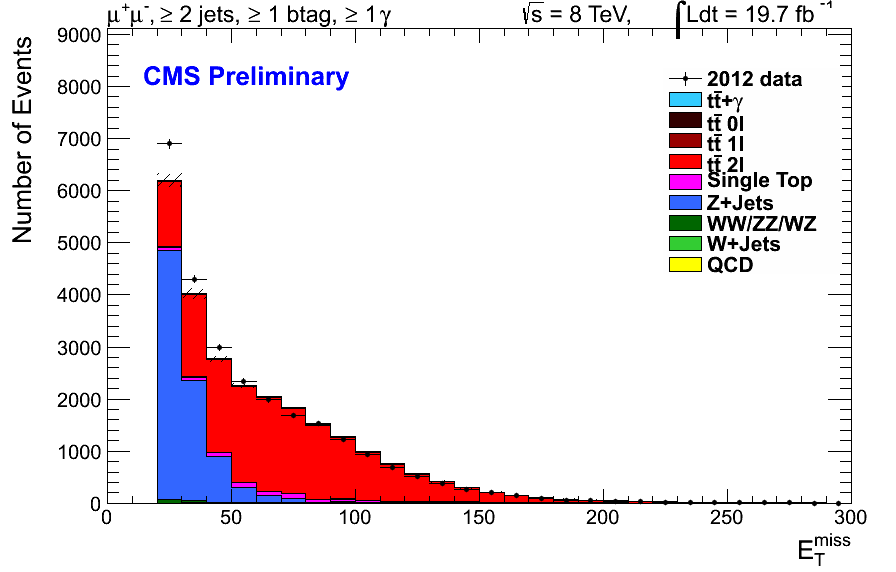 μ⁺μ⁻, ≥ 2 jets, ≥ 1 btag, ≥ 1 γ √s = 8 TeV, ∫Ldt = 19.7 fb⁻¹
CMS Preliminary
Number of Events
9000
8000
7000
6000
5000
4000
3000
2000
1000
0
2012 data
tt̄+γ
tt̄ 0l
tt̄ 1l
tt̄ 2l
Single Top
Z+Jets
WW/ZZ/WZ
W+Jets
QCD
0 50 100 150 200 250 300
E_T^miss